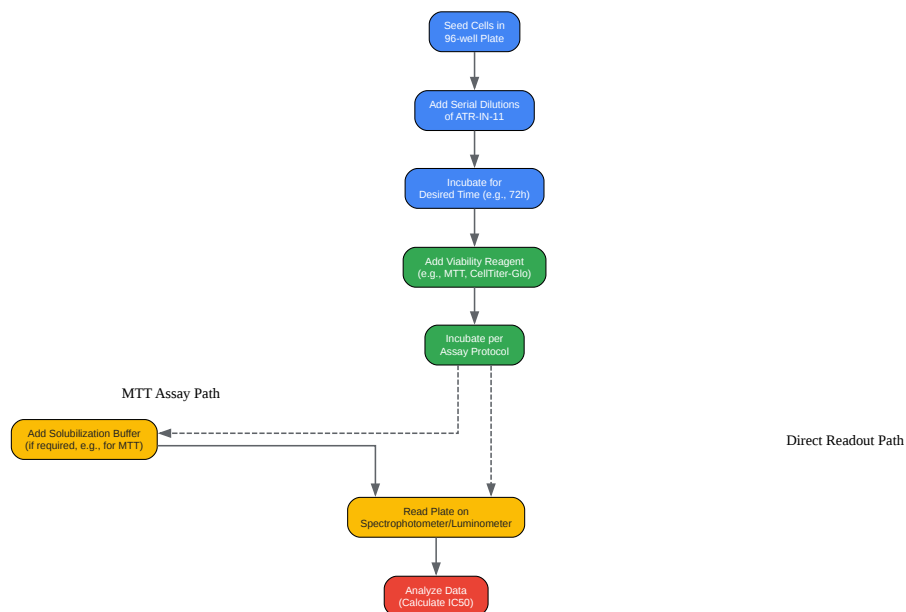 Seed Cells in
96-well Plate
Add Serial Dilutions
of ATR-IN-11
Incubate for
Desired Time (e.g., 72h)
Add Viability Reagent
(e.g., MTT, CellTiter-Glo)
Incubate per
Assay Protocol
MTT Assay Path
Add Solubilization Buffer
(if required, e.g., for MTT)
Direct Readout Path
Read Plate on
Spectrophotometer/Luminometer
Analyze Data
(Calculate IC50)